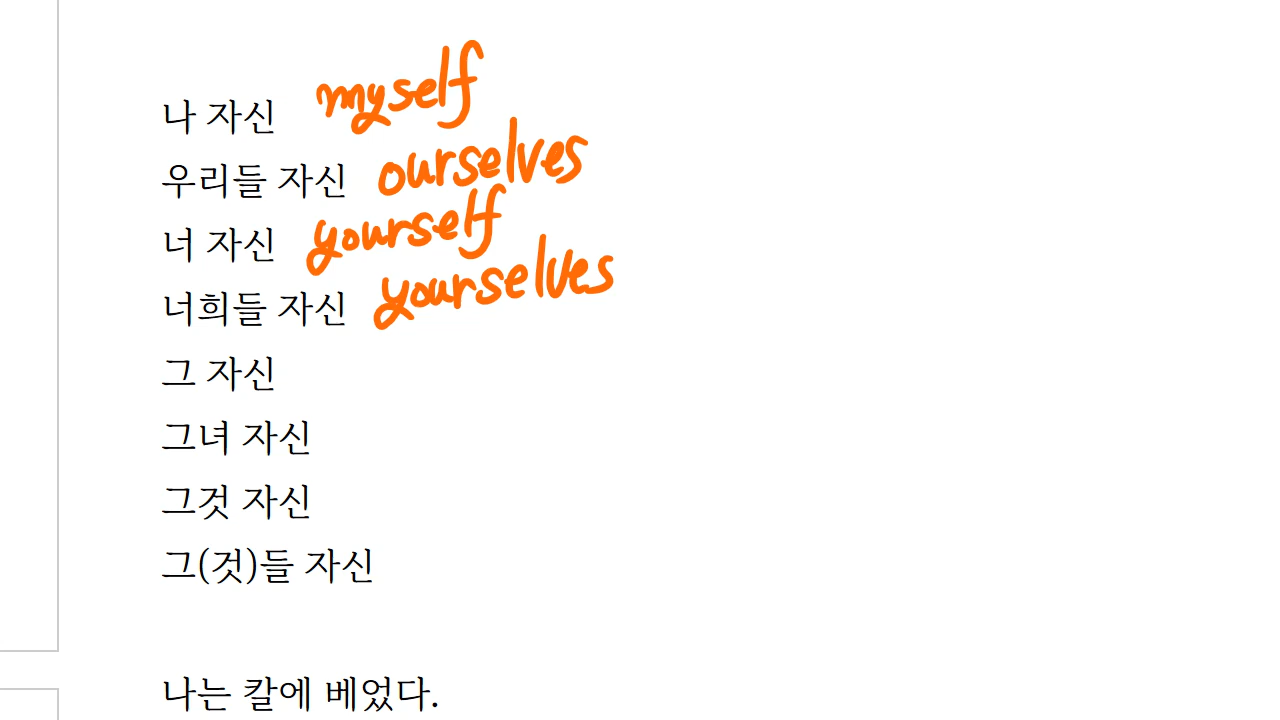 나 자신 myself
우리들 자신 ourselves
너 자신 yourself
너희들 자신 yourselves
그 자신
그녀 자신
그것 자신
그(것)들 자신
나는 칼에 베었다.